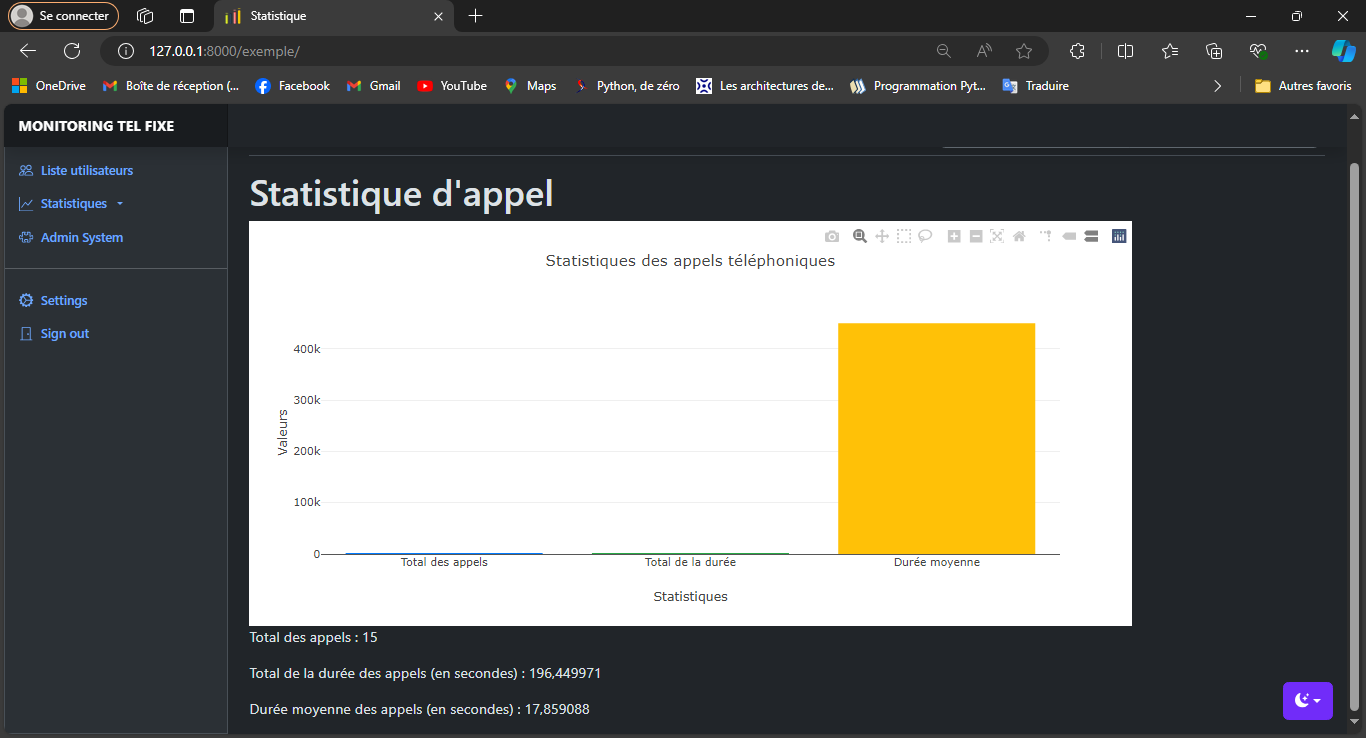 Se connecter
Statistique
127.0.0.1:8000/exemple/
OneDrive
Boîte de réception (...
Facebook
Gmail
YouTube
Maps
Python, de zéro
Les architectures de...
Programmation Pyt...
Traduire
Autres favoris
MONITORING TEL FIXE
Liste utilisateurs
Statistiques
Admin System
Settings
Sign out
Statistique d'appel
Statistiques des appels téléphoniques
Valeurs
400k
300k
200k
100k
0
Total des appels
Total de la durée
Durée moyenne
Statistiques
Total des appels : 15
Total de la durée des appels (en secondes) : 196,449971
Durée moyenne des appels (en secondes) : 17,859088